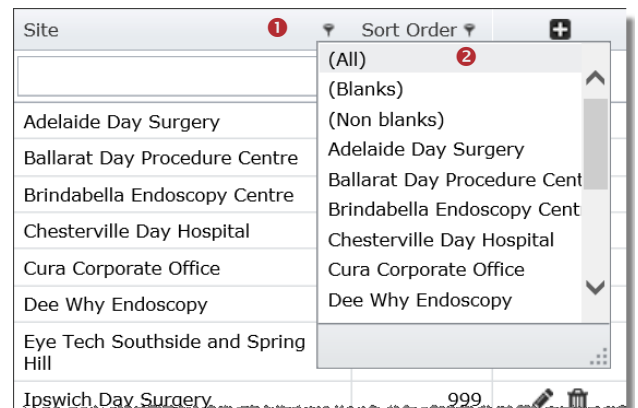 Site 1 Sort Order
(All) 2
(Blanks)
(Non blanks)
Adelaide Day Surgery
Ballarat Day Procedure Cent
Brindabella Endoscopy Cent
Chesterville Day Hospital
Cura Corporate Office
Dee Why Endoscopy
Adelaide Day Surgery
Ballarat Day Procedure Centre
Brindabella Endoscopy Centre
Chesterville Day Hospital
Cura Corporate Office
Dee Why Endoscopy
Eye Tech Southside and Spring
Hill
Ipswich Day Surgery 999